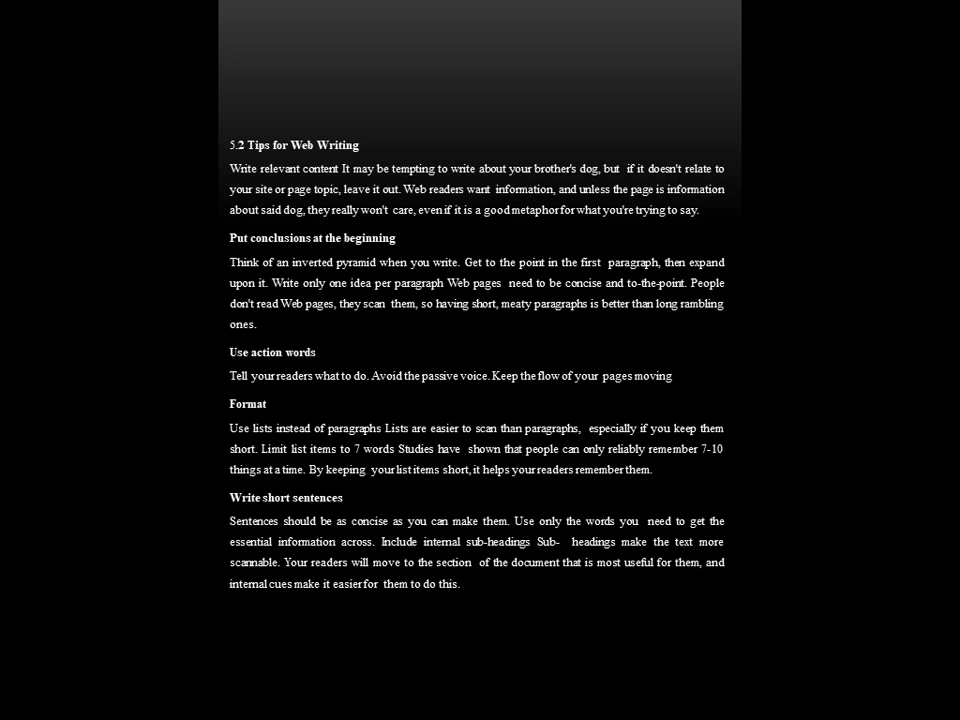 5.2 Tips for Web Writing
Write relevant content It may be tempting to write about your brother's dog, but if it doesn't relate to
your site or page topic, leave it out. Web readers want information, and unless the page is information
about said dog, they really won't care, even if it is a good metaphor for what you're trying to say.
Put conclusions at the beginning
Think of an inverted pyramid when you write. Get to the point in the first paragraph, then expand
upon it. Write only one idea per paragraph Web pages need to be concise and to-the-point. People
don't read Web pages, they scan them, so having short, meaty paragraphs is better than long rambling
ones.
Use action words
Tell your readers what to do. Avoid the passive voice. Keep the flow of your pages moving
Format
Use lists instead of paragraphs Lists are easier to scan than paragraphs, especially if you keep them
short. Limit list items to 7 words Studies have shown that people can only reliably remember 7-10
things at a time. By keeping your list items short, it helps your readers remember them.
Write short sentences
Sentences should be as concise as you can make them. Use only the words you need to get the
essential information across. Include internal sub-headings Sub- headings make the text more
scannable. Your readers will move to the section of the document that is most useful for them, and
internal cues make it easier for them to do this.